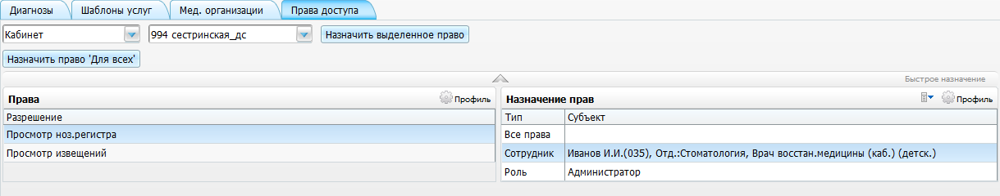 Диагнозы Шаблоны услуг Мед. организации Права доступа
Кабинет 994 сестринская_дс Назначить выделенное право
Назначить право 'Для всех'
Быстрое назначение
Права Профиль
Разрешение
Просмотр ноз.регистра
Просмотр извещений
Назначение прав Профиль
Тип Субъект
Все права
Сотрудник Иванов И.И.(035), Отд.:Стоматология, Врач восстан.медицины (каб.) (детск.)
Роль Администратор